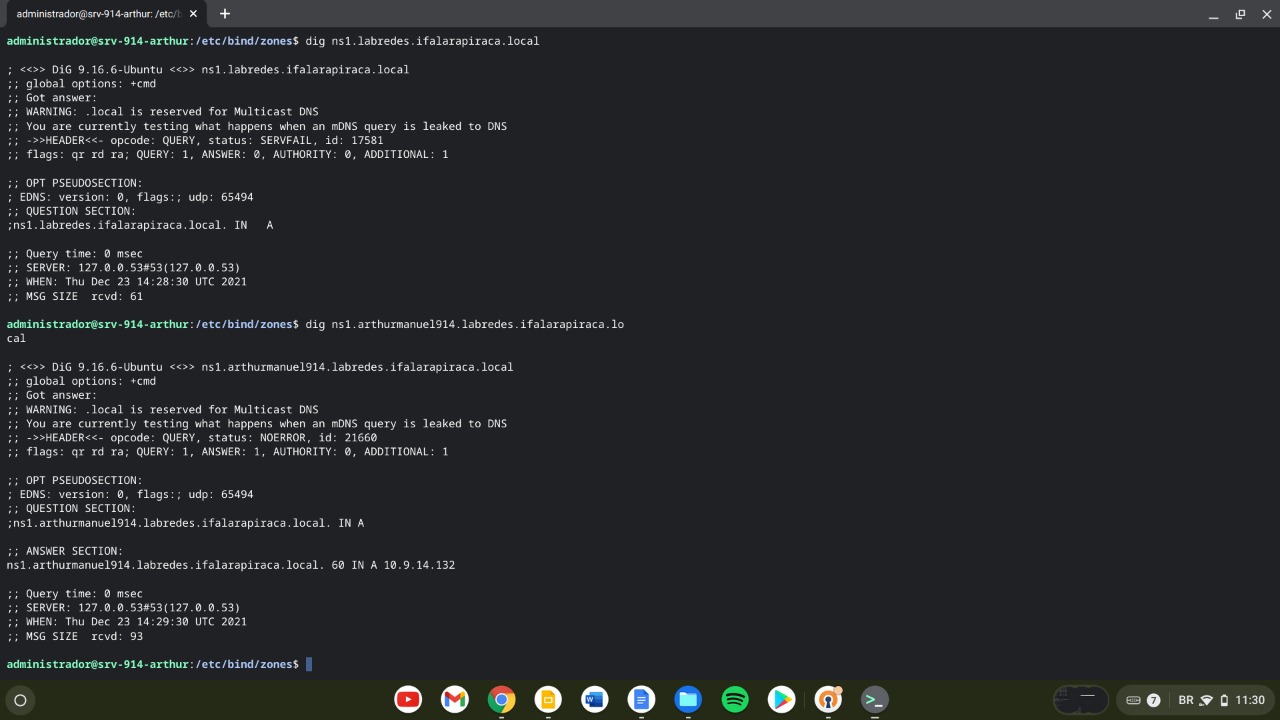 administrador@srv-914-arthur: /etc/b
administrador@srv-914-arthur:/etc/bind/zones$ dig ns1.labredes.ifalarapiraca.local
; <<>> DiG 9.16.6-Ubuntu <<>> ns1.labredes.ifalarapiraca.local
;; global options: +cmd
;; Got answer:
;; WARNING: .local is reserved for Multicast DNS
;; You are currently testing what happens when an mDNS query is leaked to DNS
;; ->>HEADER<<- opcode: QUERY, status: SERVFAIL, id: 17581
;; flags: qr rd ra; QUERY: 1, ANSWER: 0, AUTHORITY: 0, ADDITIONAL: 1
;; OPT PSEUDOSECTION:
; EDNS: version: 0, flags:; udp: 65494
;; QUESTION SECTION:
;ns1.labredes.ifalarapiraca.local. IN A
;; Query time: 0 msec
;; SERVER: 127.0.0.53#53(127.0.0.53)
;; WHEN: Thu Dec 23 14:28:30 UTC 2021
;; MSG SIZE rcvd: 61
administrador@srv-914-arthur:/etc/bind/zones$ dig ns1.arthurmanuel914.labredes.ifalarapiraca.lo
cal
; <<>> DiG 9.16.6-Ubuntu <<>> ns1.arthurmanuel914.labredes.ifalarapiraca.local
;; global options: +cmd
;; Got answer:
;; WARNING: .local is reserved for Multicast DNS
;; You are currently testing what happens when an mDNS query is leaked to DNS
;; ->>HEADER<<- opcode: QUERY, status: NOERROR, id: 21660
;; flags: qr rd ra; QUERY: 1, ANSWER: 1, AUTHORITY: 0, ADDITIONAL: 1
;; OPT PSEUDOSECTION:
; EDNS: version: 0, flags:; udp: 65494
;; QUESTION SECTION:
;ns1.arthurmanuel914.labredes.ifalarapiraca.local. IN A
;; ANSWER SECTION:
ns1.arthurmanuel914.labredes.ifalarapiraca.local. 60 IN A 10.9.14.132
;; Query time: 0 msec
;; SERVER: 127.0.0.53#53(127.0.0.53)
;; WHEN: Thu Dec 23 14:29:30 UTC 2021
;; MSG SIZE rcvd: 93
administrador@srv-914-arthur:/etc/bind/zones$
7 BR 11:30